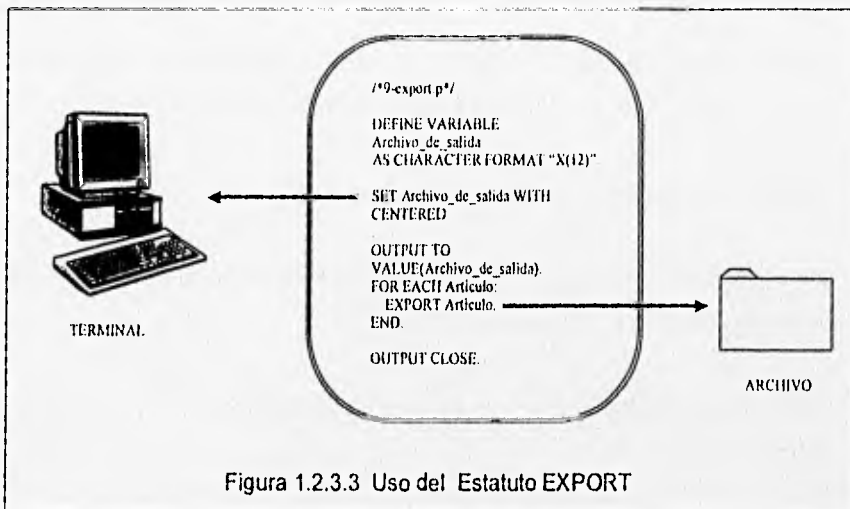 /*9-export p*/
DEFINE VARIABLE
Archivo_de_salida
AS CHARACTER FORMAT "X(12)"
SET Archivo_de_salida WITH
CENTERED
OUTPUT TO
VALUE(Archivo_de_salida).
FOR EACH Articulo:
EXPORT Articulo.
END.
OUTPUT CLOSE.
TERMINAL
ARCHIVO
Figura 1.2.3.3 Uso del Estatuto EXPORT